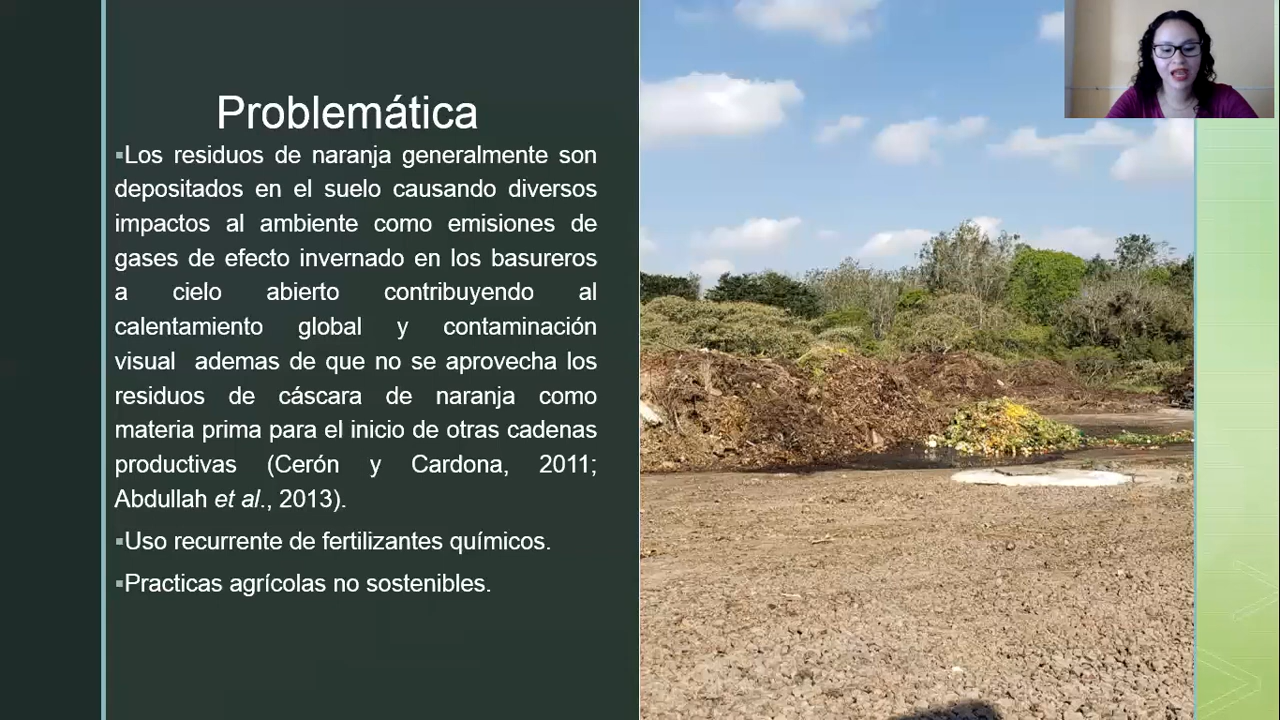 Problemática
▪Los residuos de naranja generalmente son
depositados en el suelo causando diversos
impactos al ambiente como emisiones de
gases de efecto invernado en los basureros
a cielo abierto contribuyendo al
calentamiento global y contaminación
visual ademas de que no se aprovecha los
residuos de cáscara de naranja como
materia prima para el inicio de otras cadenas
productivas (Cerón y Cardona, 2011;
Abdullah et al., 2013).
▪Uso recurrente de fertilizantes químicos.
▪Practicas agrícolas no sostenibles.